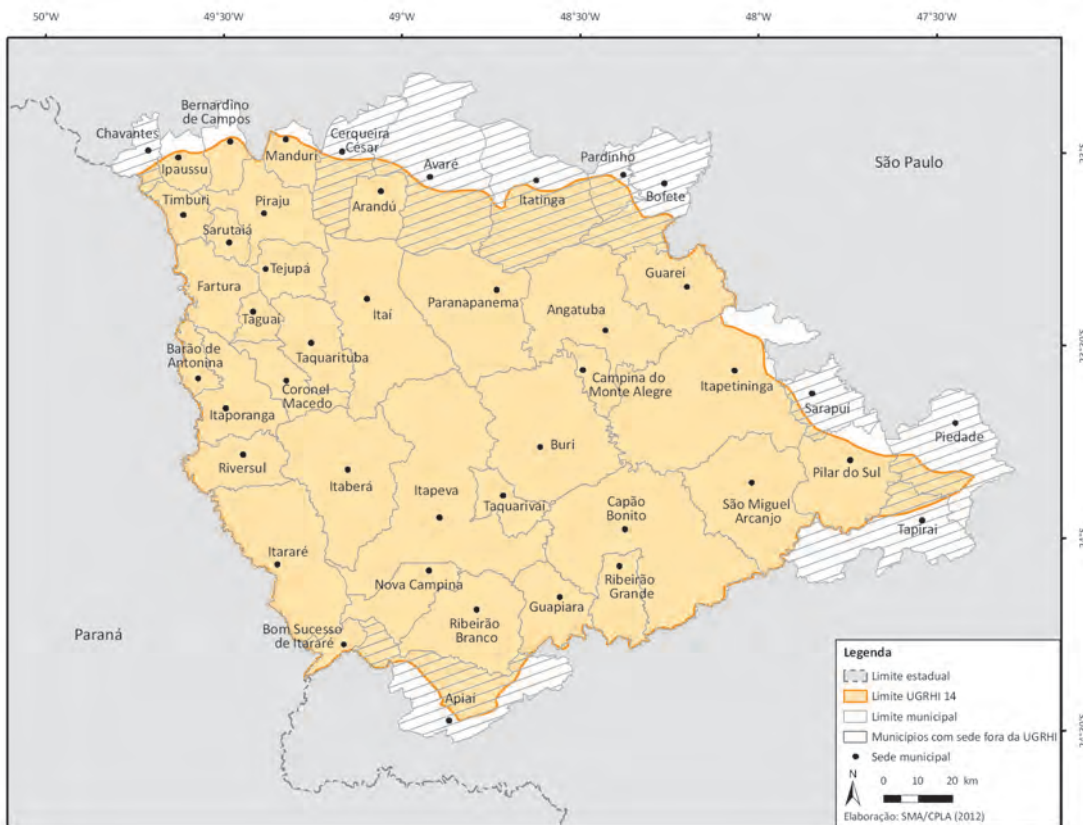 50°W
49°30'W
49°W
48°30'W
48°W
47°30'W
Bernardino
de Campos
Chavantes
Cerqueira
César
Manduri
Ipaussu
Avaré
Pardinho
23°S
São Paulo
Itatinga
Bofete
Timburi
Piraju
Arandú
Sarutaiá
Tejupá
Guareí
Fartura
Paranapanema
Angatuba
Itaí
Taguaí
Taquarituba
Barão de
Antonina
Coronel
Macedo
Campina do
Monte Alegre
Itapetininga
Sarapuí
Itaporanga
Piedade
Buri
Riversul
Pilar do Sul
Itaberá
Itapeva
Taquarivaí
Capão
Bonito
São Miguel
Arcanjo
Tapiraí
Itararé
Nova Campina
Ribeirão
Grande
Guapiara
Ribeirão
Branco
Bom Sucesso
de Itararé
Paraná
Apiaí
Legenda
Limite estadual
Limite UGRHI 14
Limite municipal
Municípios com sede fora da UGRHI
Sede municipal
N
0 10 20 km
Elaboração: SMA/CPLA (2012)